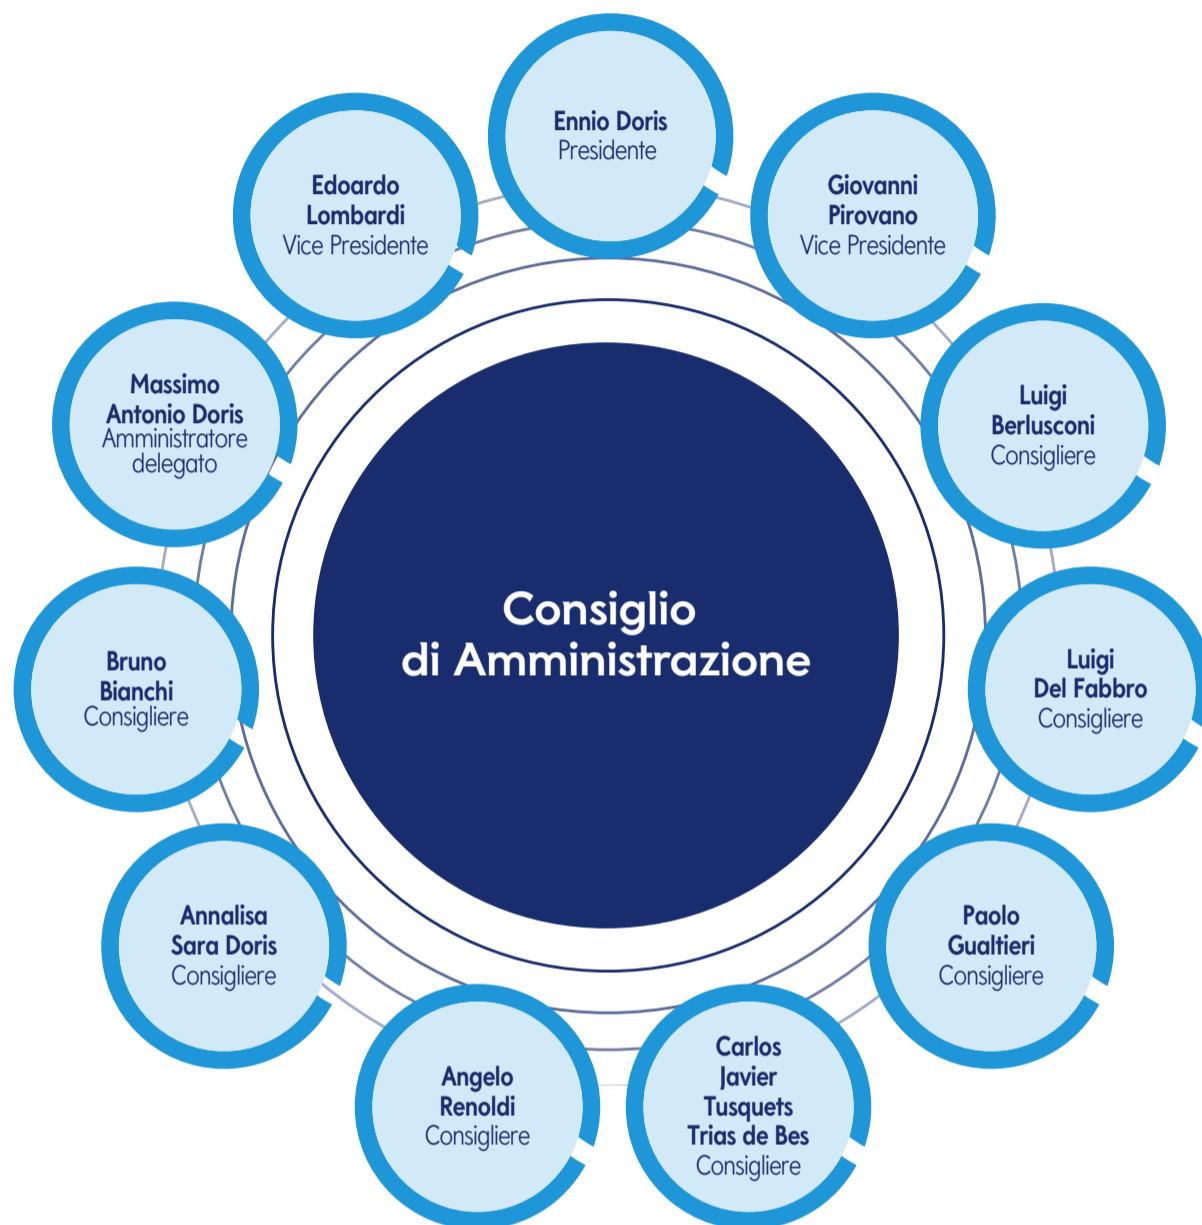 Ennio Doris
Presidente
Giovanni
Pirovano
Vice Presidente
Luigi
Berlusconi
Consigliere
Luigi
Del Fabbro
Consigliere
Paolo
Gualtieri
Consigliere
Carlos
Javier
Tusquets
Trias de Bes
Consigliere
Angelo
Renoldi
Consigliere
Annalisa
Sara Doris
Consigliere
Bruno
Bianchi
Consigliere
Massimo
Antonio Doris
Amministratore
delegato
Edoardo
Lombardi
Vice Presidente
Consiglio
di Amministrazione